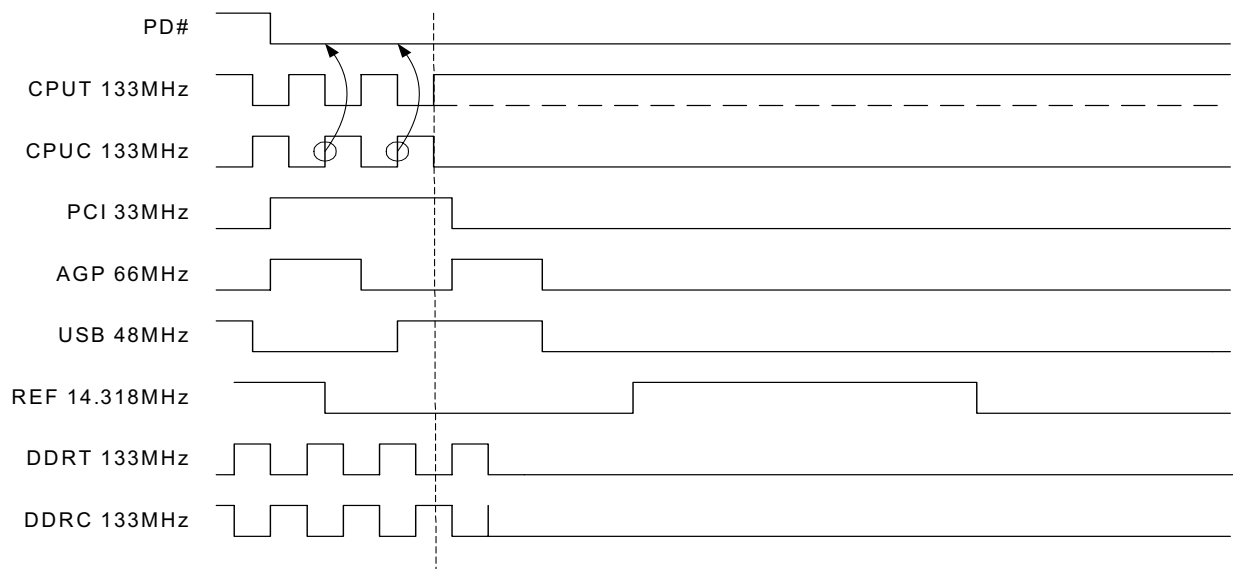 PD#
CPUT 133MHz
CPUC 133MHz
PCI 33MHz
AGP 66MHz
USB 48MHz
REF 14.318MHz
DDRT 133MHz
DDRC 133MHz